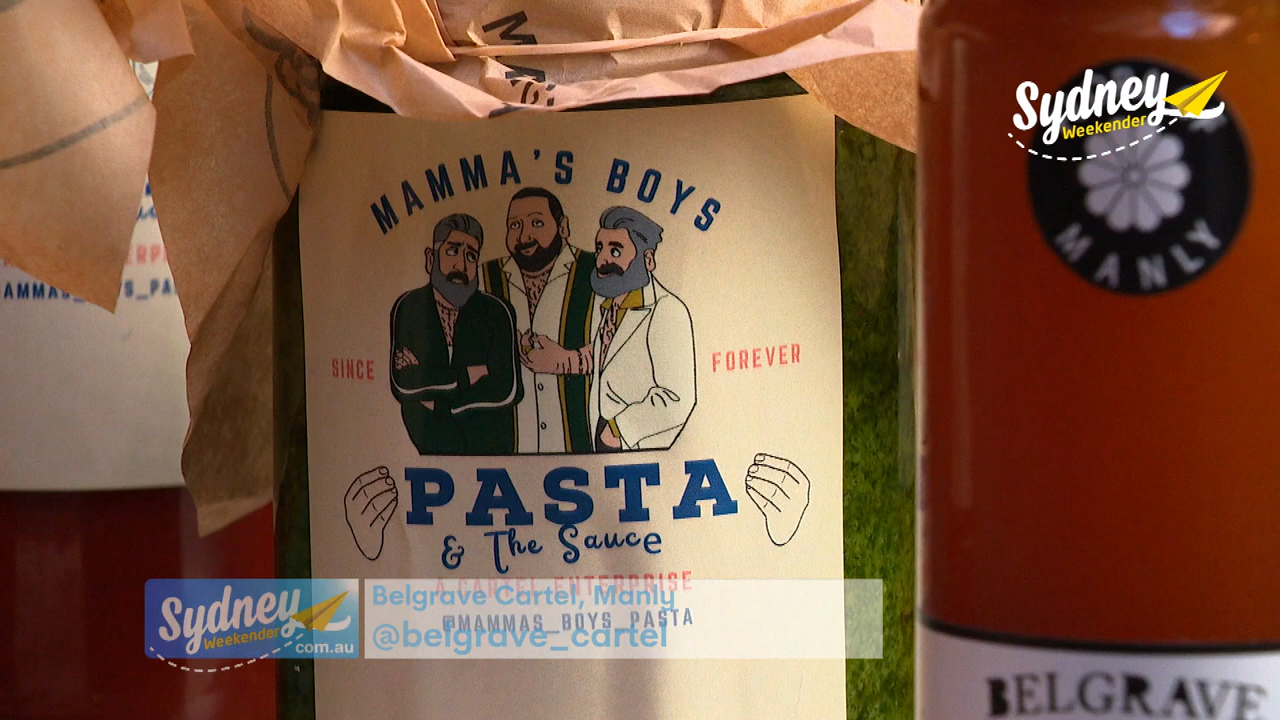 MAMMA'S BOYS
SINCE
FOREVER
PASTA
& The Sauce
A CARTEL ENTERPRISE
@MAMMAS_BOYS_PASTA
Sydney
Weekender
MANLY
BELGRAVE
Sydney
Weekender
com.au
Belgrave Cartel, Manly
@belgrave_cartel